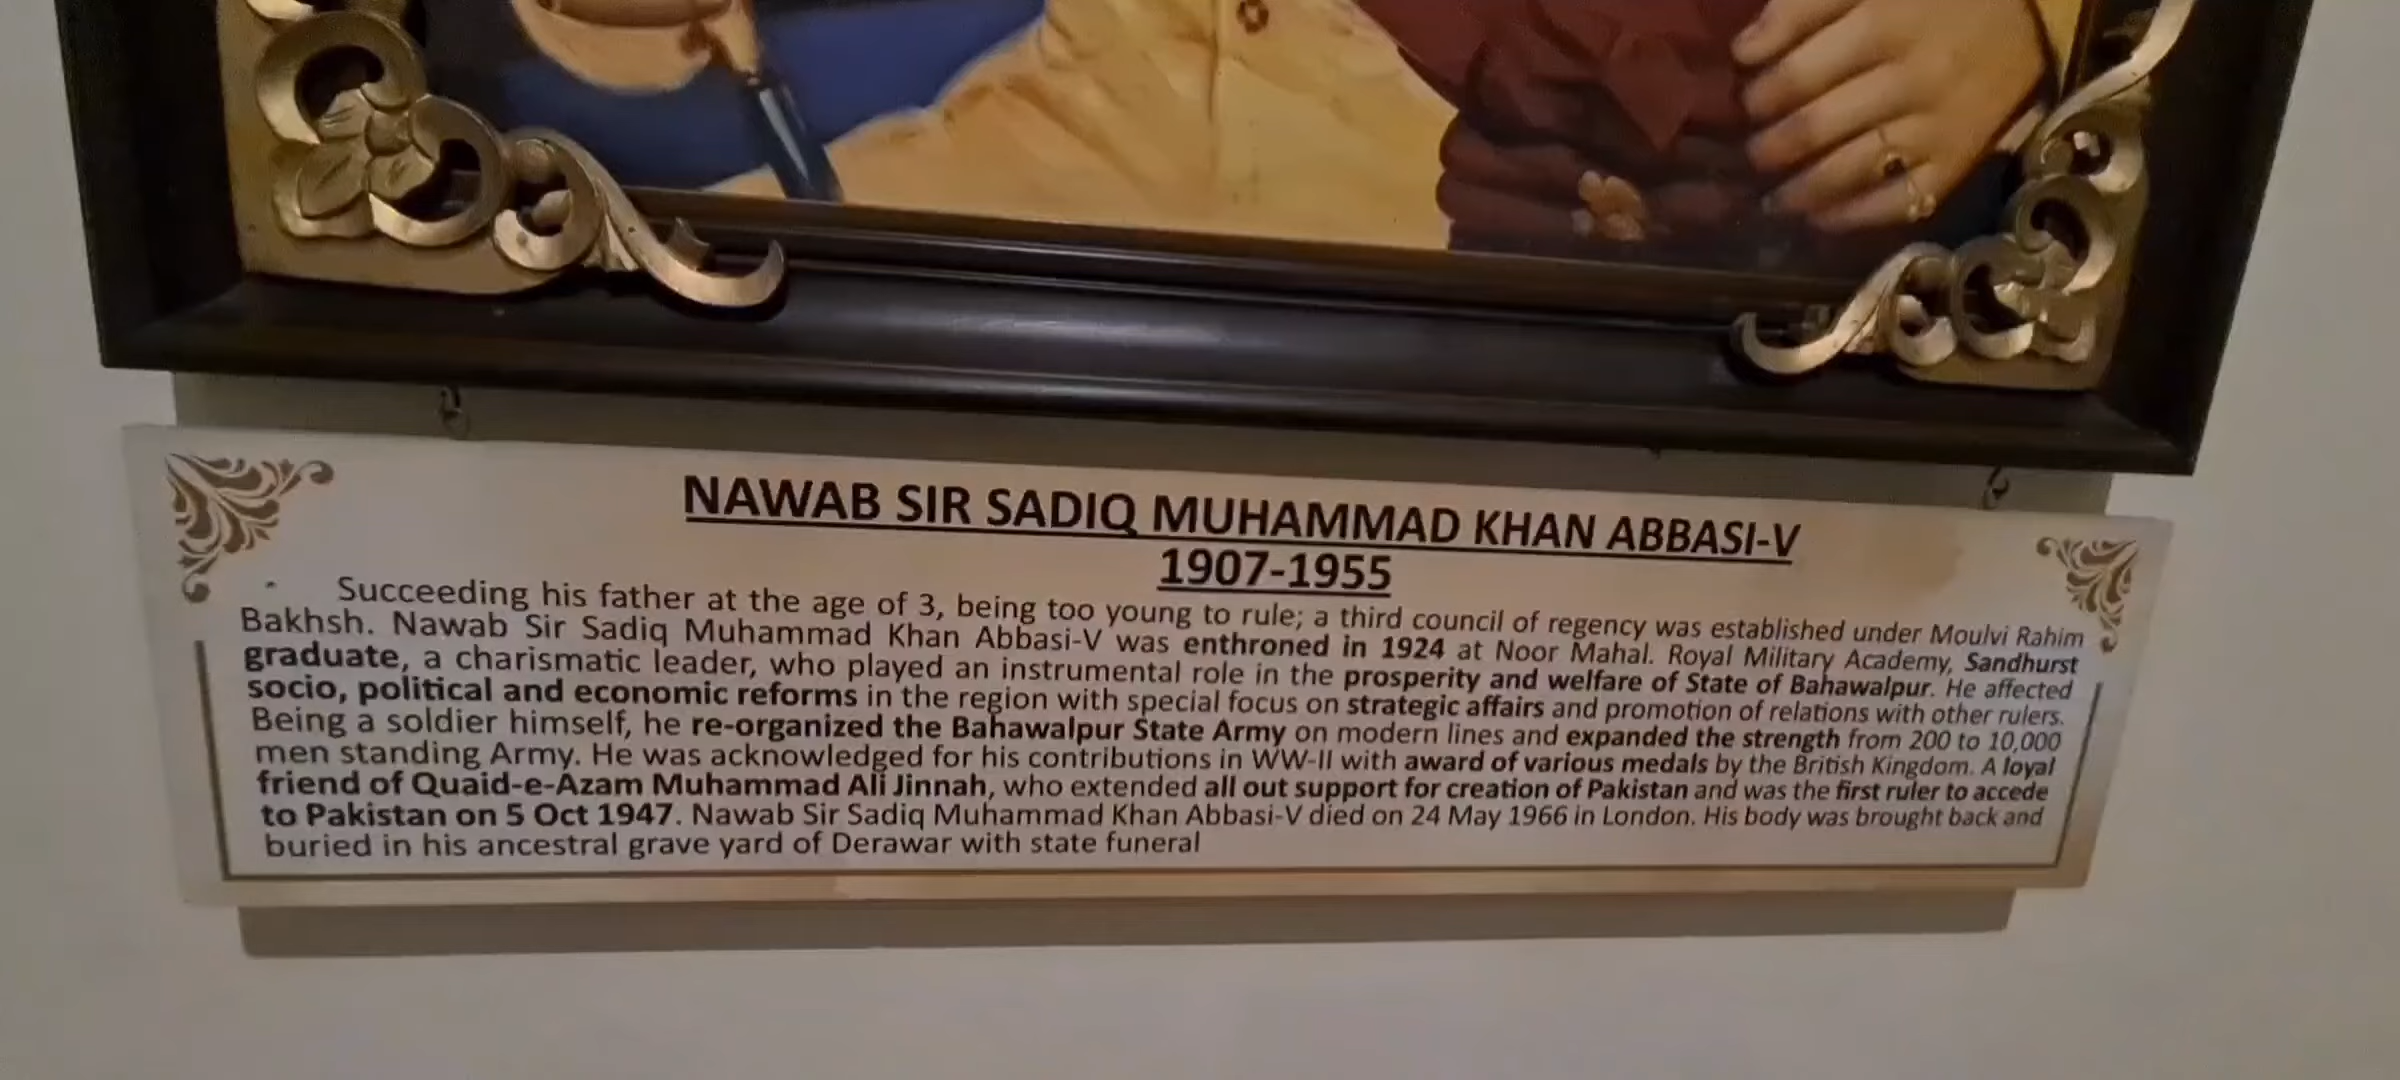 NAWAB SIR SADIQ MUHAMMAD KHAN ABBASI-V
1907-1955
Succeeding his father at the age of 3, being too young to rule; a third council of regency was established under Moulvi Rahim
Bakhsh. Nawab Sir Sadiq Muhammad Khan Abbasi-V was enthroned in 1924 at Noor Mahal. Royal Military Academy, Sandhurst
graduate, a charismatic leader, who played an instrumental role in the prosperity and welfare of State of Bahawalpur. He affected
socio, political and economic reforms in the region with special focus on strategic affairs and promotion of relations with other rulers.
Being a soldier himself, he re-organized the Bahawalpur State Army on modern lines and expanded the strength from 200 to 10,000
men standing Army. He was acknowledged for his contributions in WW-II with award of various medals by the British Kingdom. A loyal
friend of Quaid-e-Azam Muhammad Ali Jinnah, who extended all out support for creation of Pakistan and was the first ruler to accede
to Pakistan on 5 Oct 1947. Nawab Sir Sadiq Muhammad Khan Abbasi-V died on 24 May 1966 in London. His body was brought back and
buried in his ancestral grave yard of Derawar with state funeral